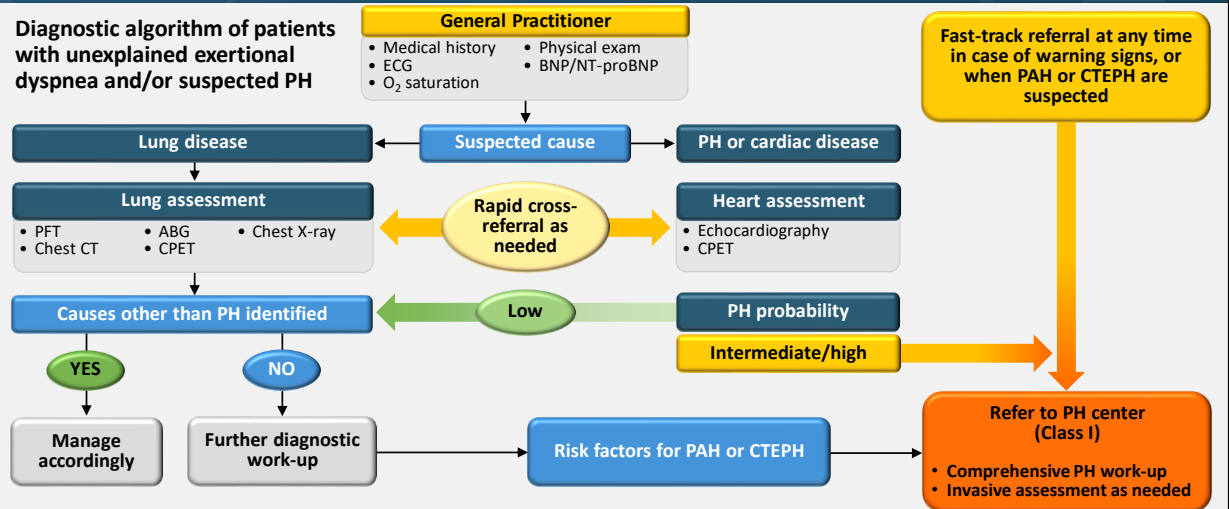 Diagnostic algorithm of patients
with unexplained exertional
dyspnea and/or suspected PH
General Practitioner
• Medical history
• ECG
• O₂ saturation
• Physical exam
• BNP/NT-proBNP
Fast-track referral at any time
in case of warning signs, or
when PAH or CTEPH are
suspected
Lung disease
Suspected cause
PH or cardiac disease
Lung assessment
• PFT
• Chest CT
• ABG
• CPET
• Chest X-ray
Rapid cross-
referral as
needed
Heart assessment
• Echocardiography
• CPET
Causes other than PH identified
Low
PH probability
Intermediate/high
YES
NO
Manage
accordingly
Further diagnostic
work-up
Risk factors for PAH or CTEPH
Refer to PH center
(Class I)
• Comprehensive PH work-up
• Invasive assessment as needed